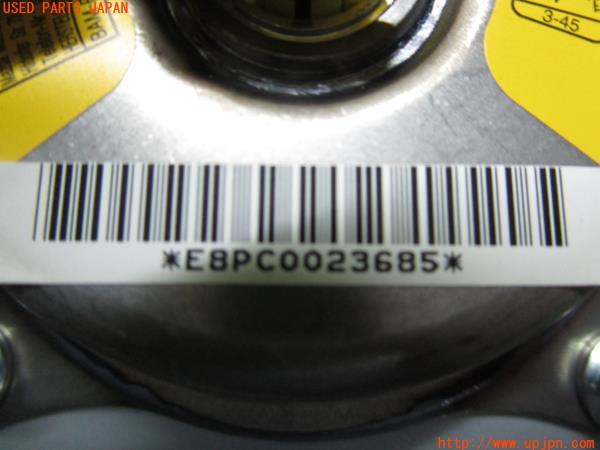 USED PARTS JAPAN
3-45
*E8PC0023685*
http://www.upjpn.com/